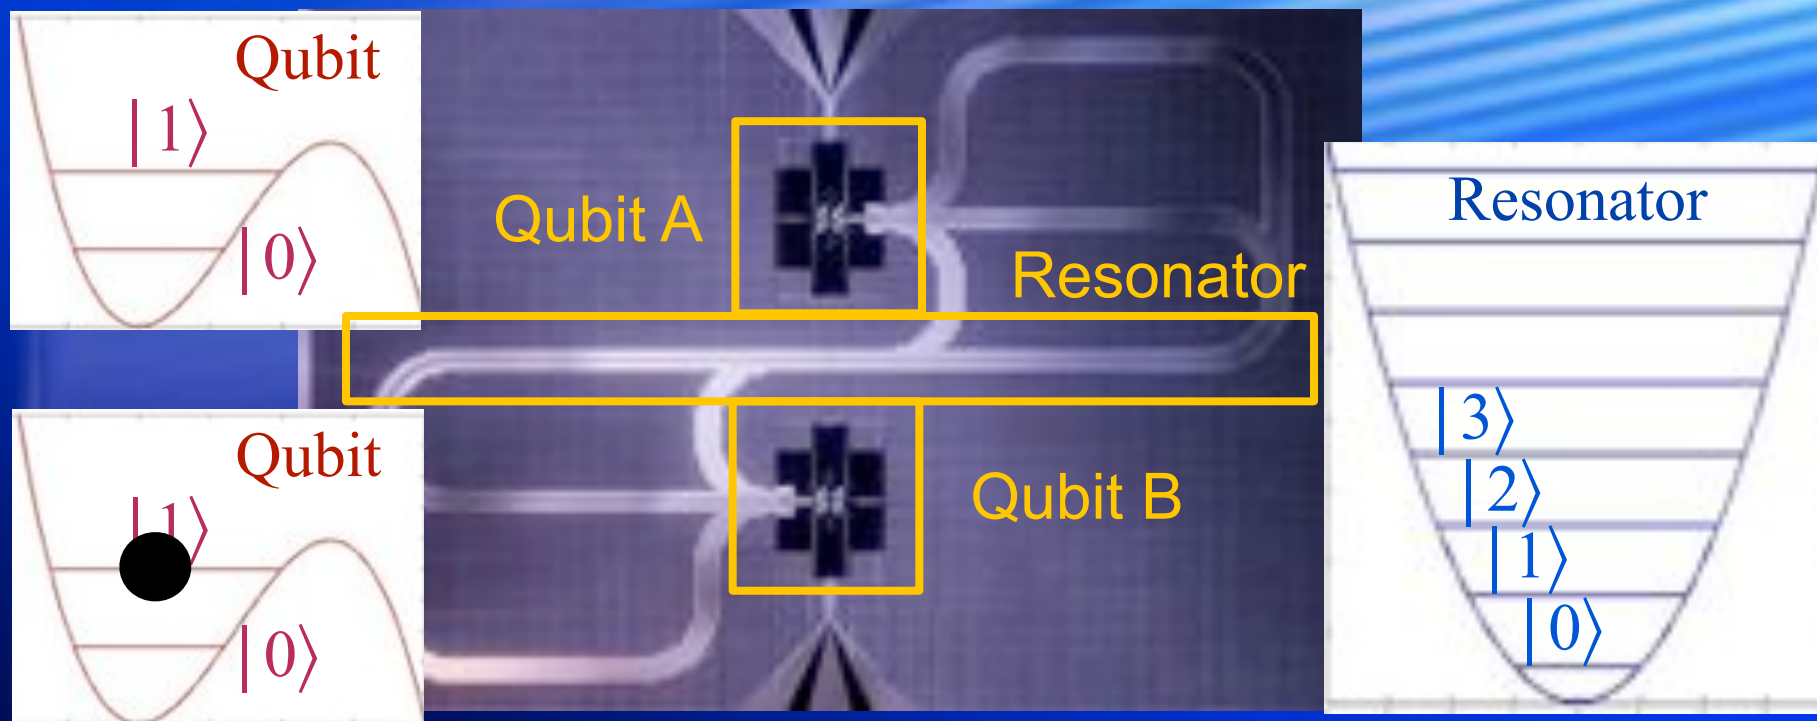 Qubit
|1⟩
|0⟩
Qubit A
Resonator
Resonator
|3⟩
|2⟩
|1⟩
|0⟩
Qubit
|1⟩
|0⟩
Qubit B